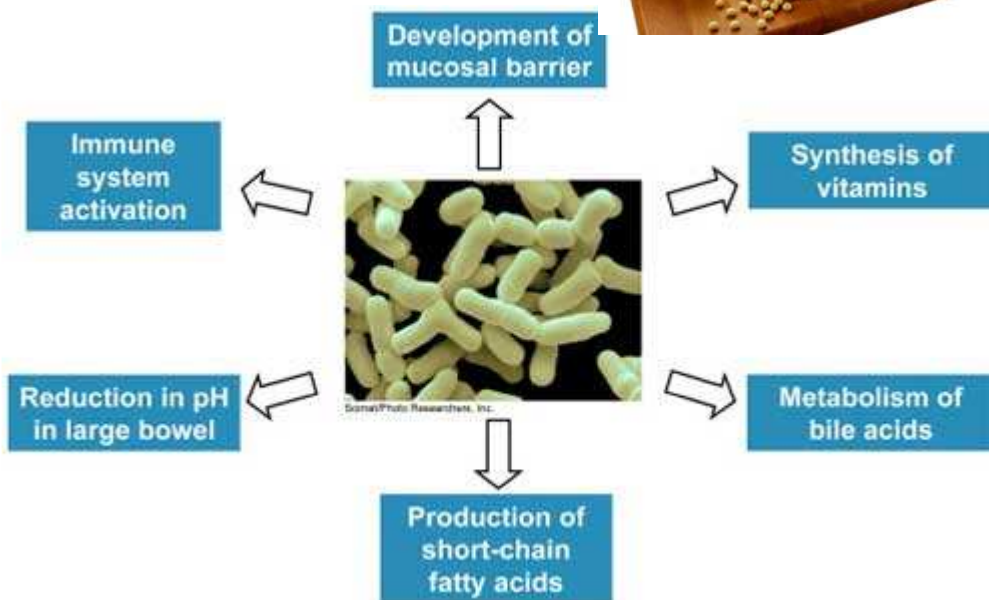 Development of
mucosal barrier
Immune
system
activation
Synthesis of
vitamins
Reduction in pH
in large bowel
Metabolism of
bile acids
Production of
short-chain
fatty acids